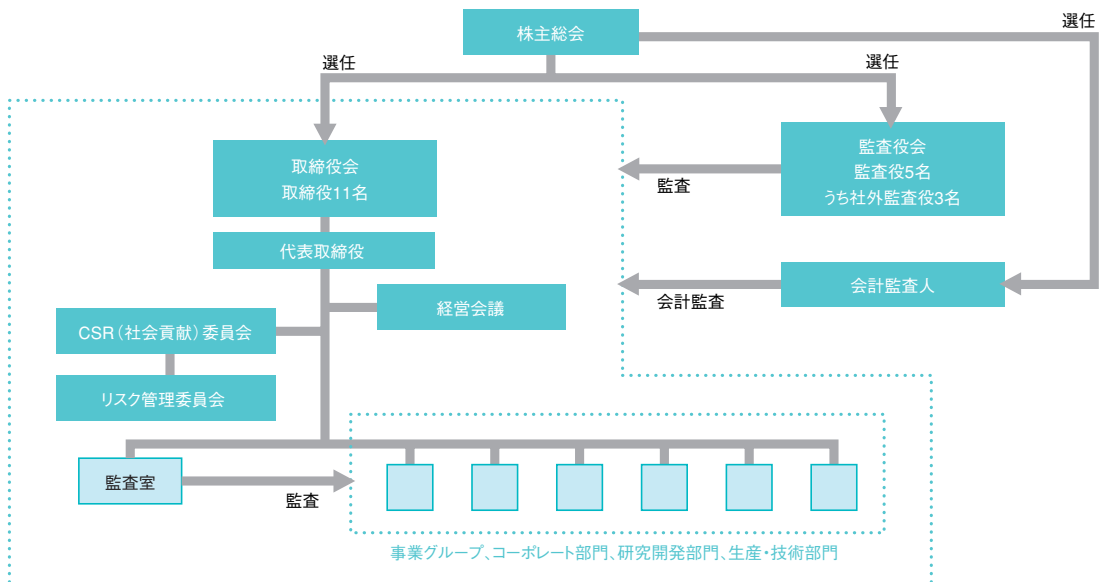 株主総会
選任
選任
選任
取締役会
取締役11名
監査役会
監査役5名
うち社外監査役3名
監査
代表取締役
会計監査人
会計監査
経営会議
CSR（社会貢献）委員会
リスク管理委員会
監査室
監査
事業グループ、コーポレート部門、研究開発部門、生産・技術部門